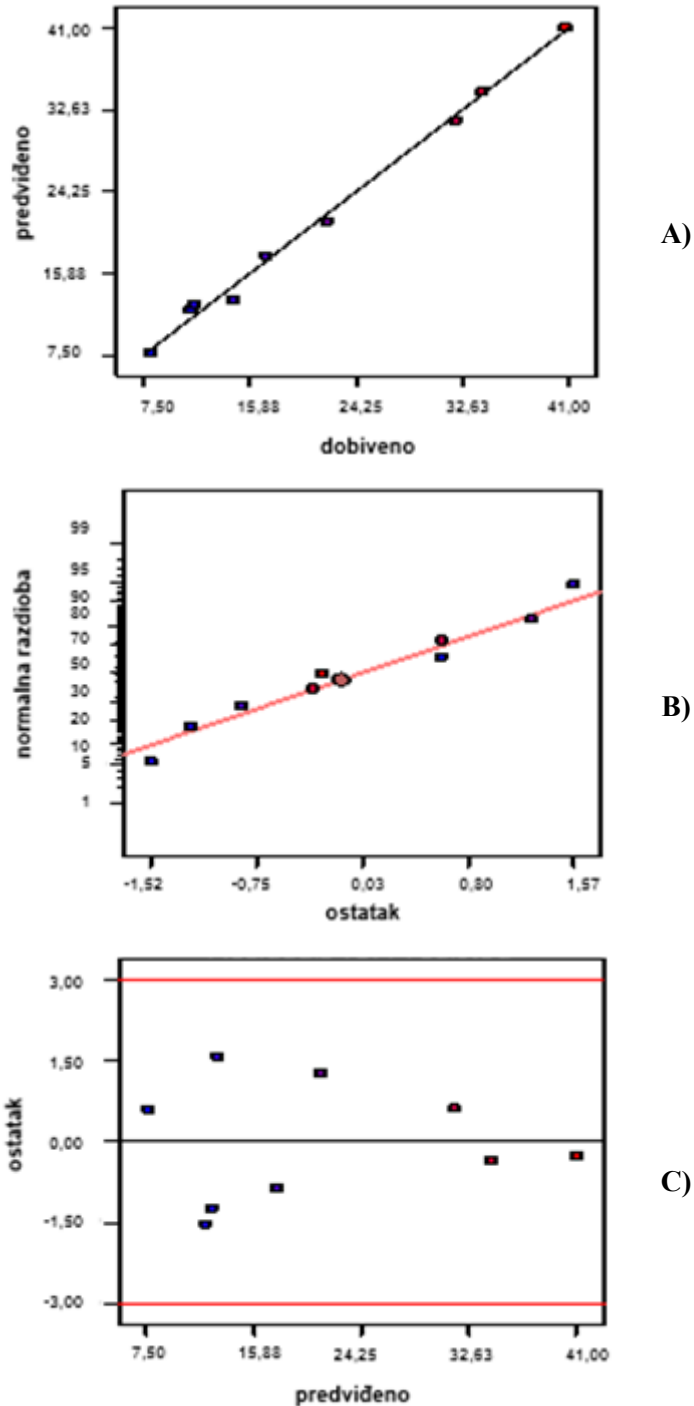 41,00
32,63
24,25
15,88
7,50
predviđeno
7,50 15,88 24,25 32,63 41,00
dobiveno
A)
99
95
90
80
70
50
30
20
10
5
1
normalna razdioba
-1,52 -0,75 0,03 0,80 1,57
ostatak
B)
3,00
1,50
0,00
-1,50
-3,00
ostatak
7,50 15,88 24,25 32,63 41,00
predviđeno
C)